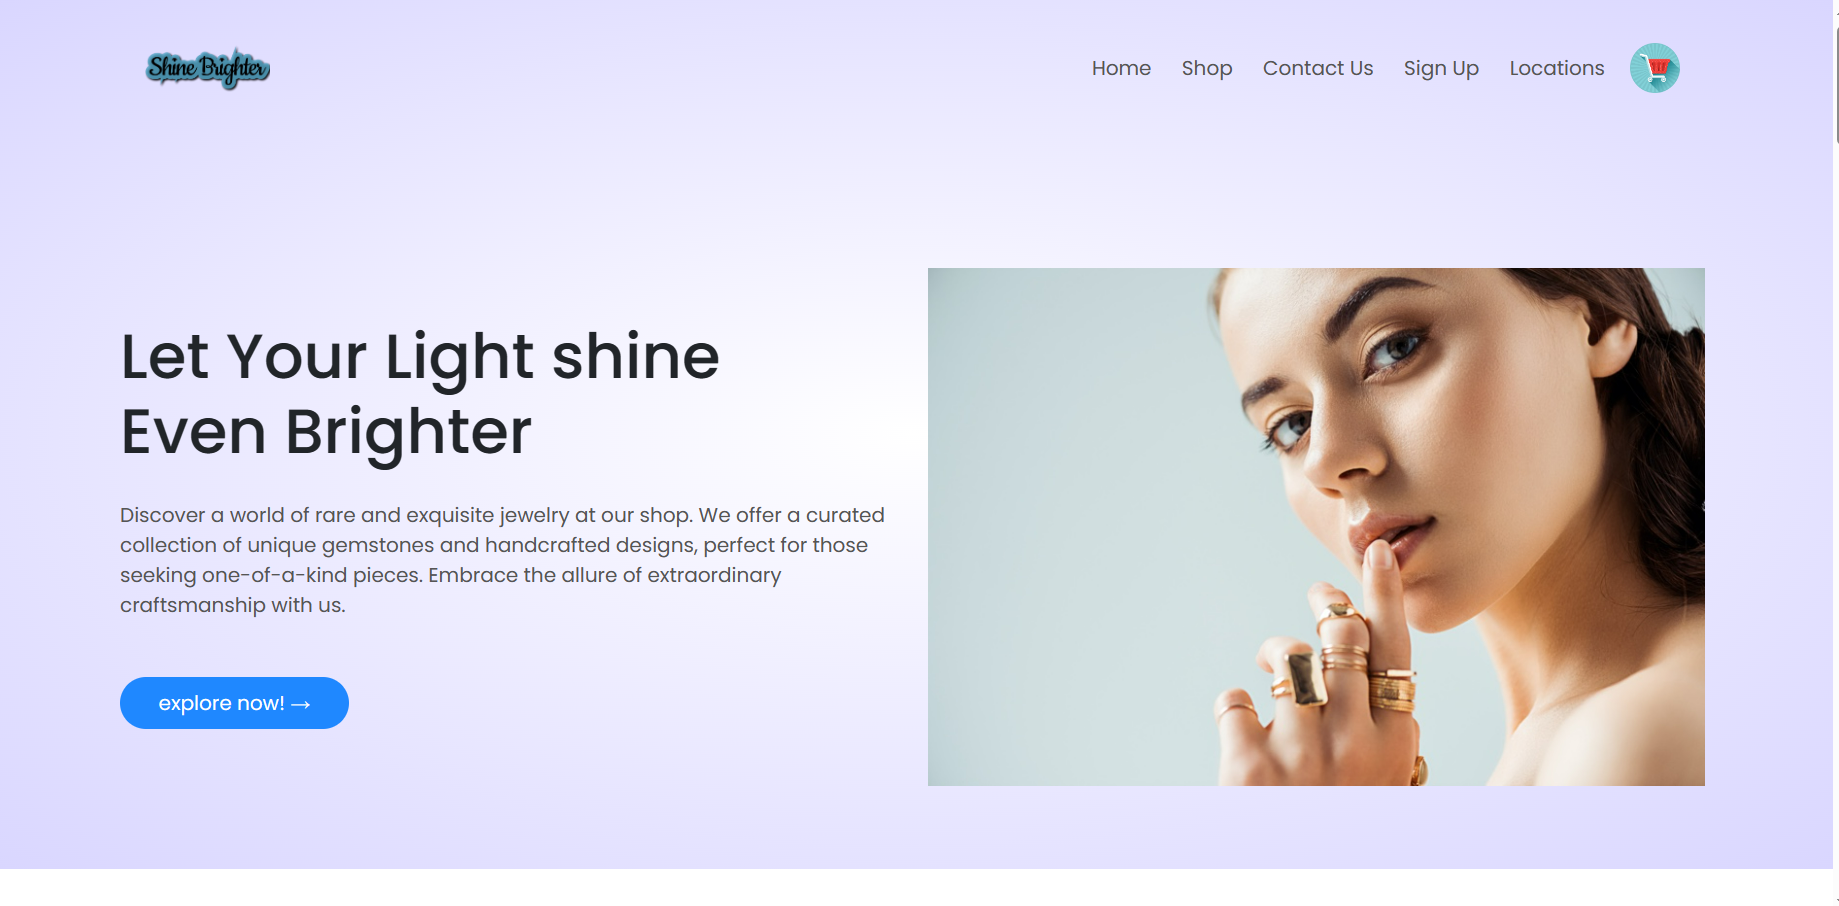 Shine Brighter
Home Shop Contact Us Sign Up Locations
Let Your Light shine
Even Brighter
Discover a world of rare and exquisite jewelry at our shop. We offer a curated
collection of unique gemstones and handcrafted designs, perfect for those
seeking one-of-a-kind pieces. Embrace the allure of extraordinary
craftsmanship with us.
explore now! →